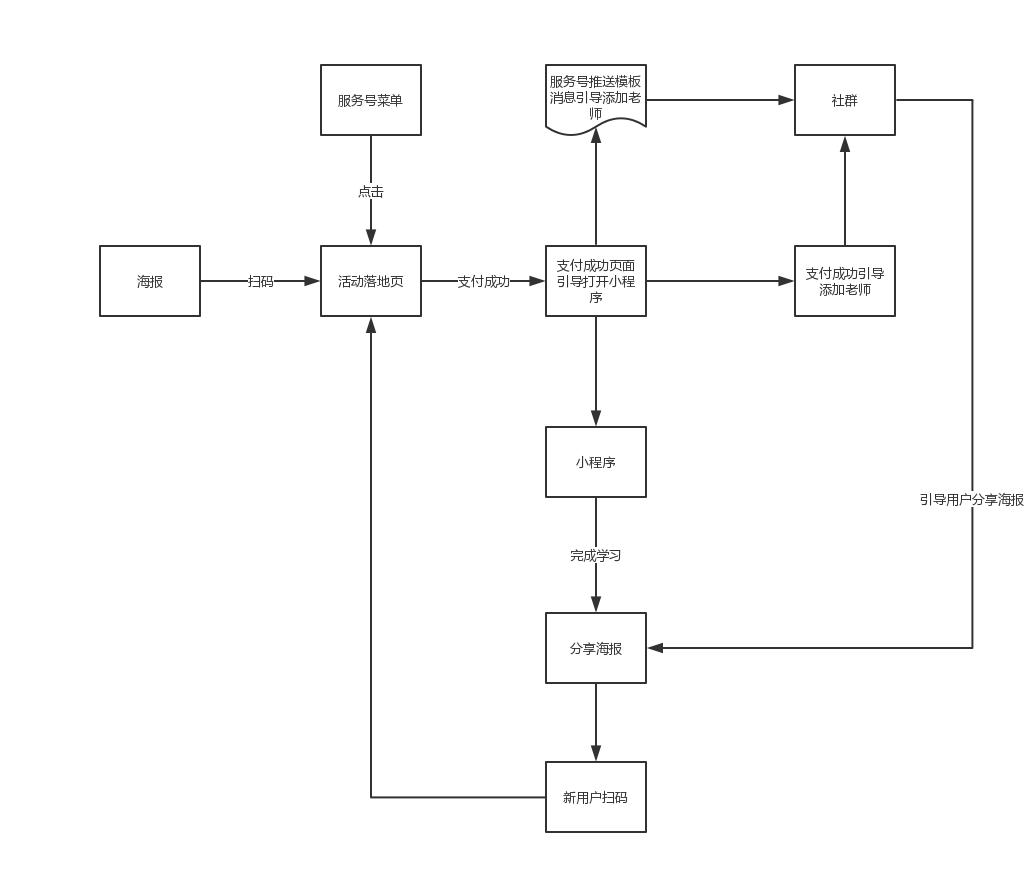 服务号菜单
服务号推送模板
消息引导添加老
师
社群
点击
海报
扫码
活动落地页
支付成功
支付成功页面
引导打开小程
序
支付成功引导
添加老师
小程序
引导用户分享海报
完成学习
分享海报
新用户扫码